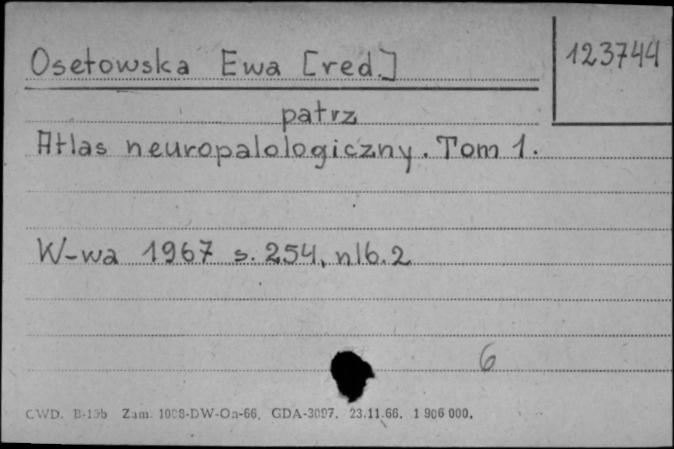 Osetowska Ewa [red.]
123744
patrz
Atlas neuropalologiczny. Tom 1.
W-wa 1967 s. 254, nlb. 2
6
CWD. B-15b Zam. 1008-DW-Oa-66. GDA-3097. 23.11.66. 1 906 000.